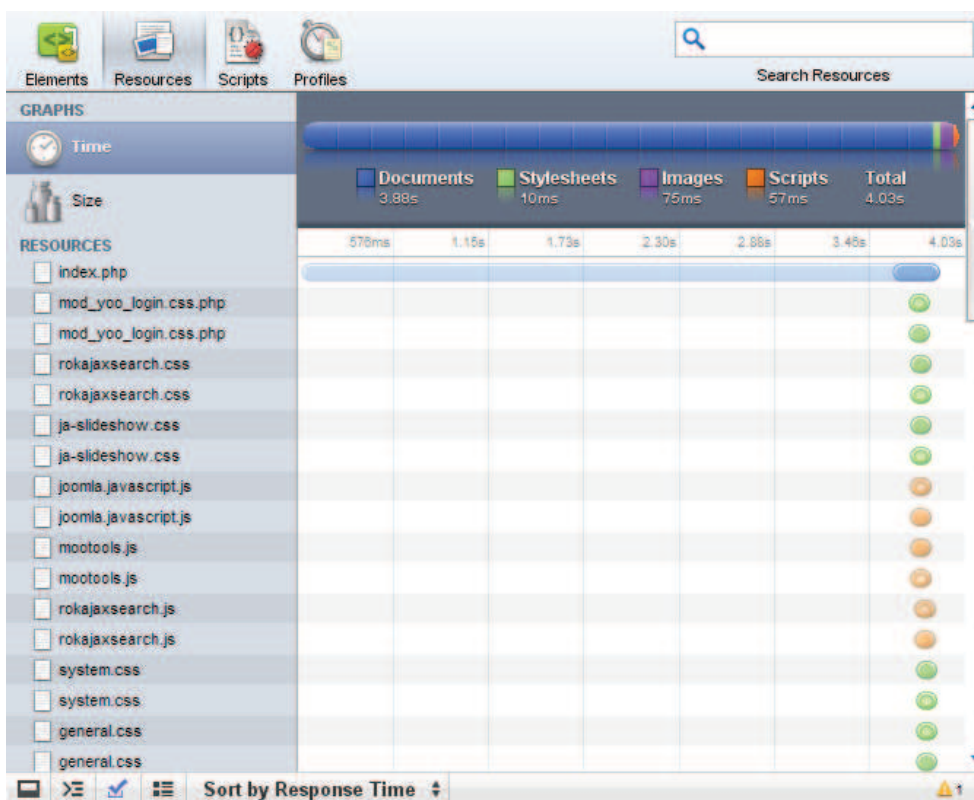 Elements Resources Scripts Profiles
Search Resources
GRAPHS
Time
Size
Documents Stylesheets Images Scripts Total
3.88s 10ms 75ms 57ms 4.03s
RESOURCES
576ms 1.15s 1.73s 2.30s 2.88s 3.46s 4.03s
index.php
mod_yoo_login.css.php
mod_yoo_login.css.php
rokajaxsearch.css
rokajaxsearch.css
ja-slideshow.css
ja-slideshow.css
joomla.javascript.js
joomla.javascript.js
mootools.js
mootools.js
rokajaxsearch.js
rokajaxsearch.js
system.css
system.css
general.css
general.css
Sort by Response Time
1